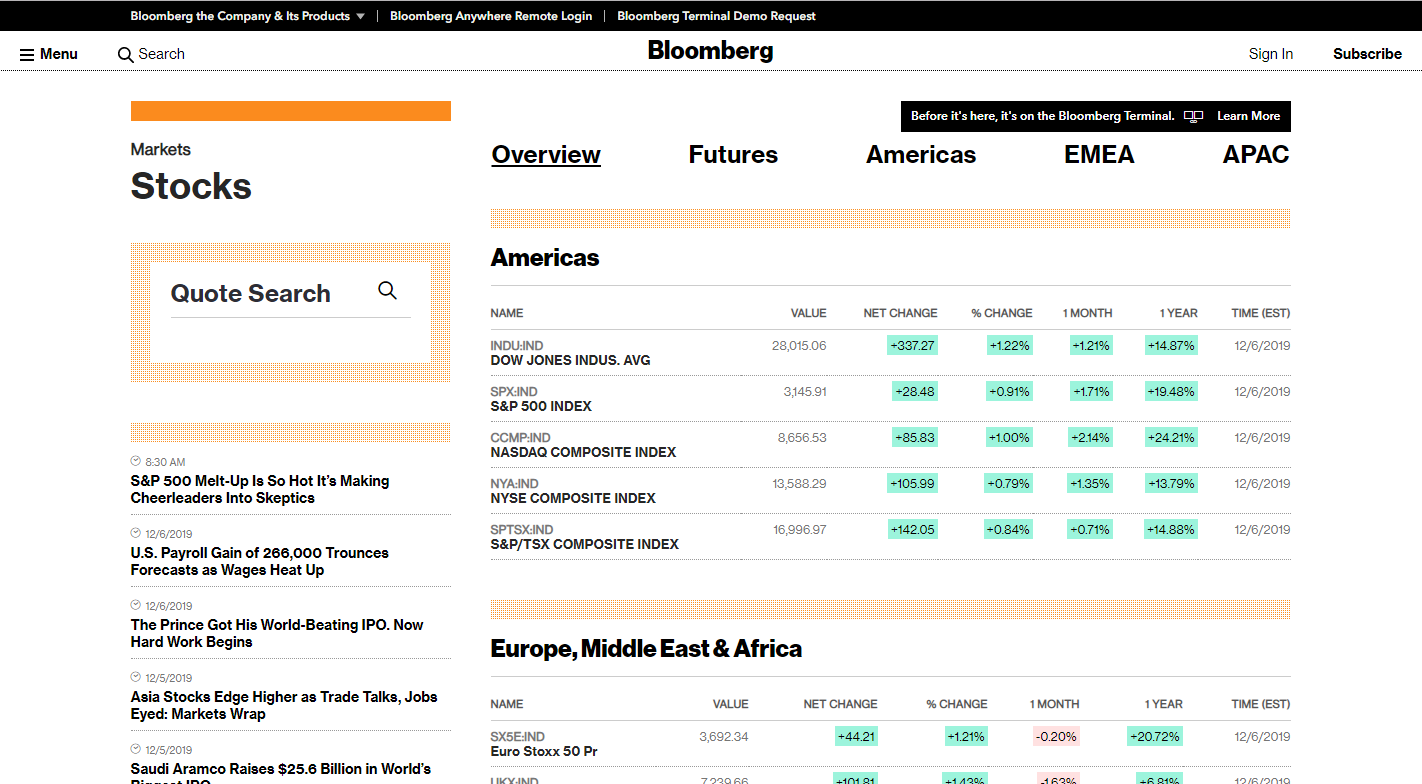 Bloomberg the Company & Its Products
Bloomberg Anywhere Remote Login
Bloomberg Terminal Demo Request
Menu
Search
Bloomberg
Sign In
Subscribe
Before it's here, it's on the Bloomberg Terminal.
Learn More
Markets
Stocks
Overview
Futures
Americas
EMEA
APAC
Quote Search
8:30 AM
S&P 500 Melt-Up Is So Hot It’s Making
Cheerleaders Into Skeptics
12/6/2019
U.S. Payroll Gain of 266,000 Trounces
Forecasts as Wages Heat Up
12/6/2019
The Prince Got His World-Beating IPO. Now
Hard Work Begins
12/5/2019
Asia Stocks Edge Higher as Trade Talks, Jobs
Eyed: Markets Wrap
12/5/2019
Saudi Aramco Raises $25.6 Billion in World’s
Biggest IPO
Americas
NAME VALUE NET CHANGE % CHANGE 1 MONTH 1 YEAR TIME (EST)
INDU:IND 28,015.06 +337.27 +1.22% +1.21% +14.87% 12/6/2019
DOW JONES INDUS. AVG
SPX:IND 3,145.91 +28.48 +0.91% +1.71% +19.48% 12/6/2019
S&P 500 INDEX
CCMP:IND 8,656.53 +85.83 +1.00% +2.14% +24.21% 12/6/2019
NASDAQ COMPOSITE INDEX
NYA:IND 13,588.29 +105.99 +0.79% +1.35% +13.79% 12/6/2019
NYSE COMPOSITE INDEX
SPTSX:IND 16,996.97 +142.05 +0.84% +0.71% +14.88% 12/6/2019
S&P/TSX COMPOSITE INDEX
Europe, Middle East & Africa
NAME VALUE NET CHANGE % CHANGE 1 MONTH 1 YEAR TIME (EST)
SX5E:IND 3,692.34 +44.21 +1.21% -0.20% +20.72% 12/6/2019
Euro Stoxx 50 Pr
UKX:IND 7,239.66 +101.81 +1.43% -1.63% +6.81% 12/6/2019